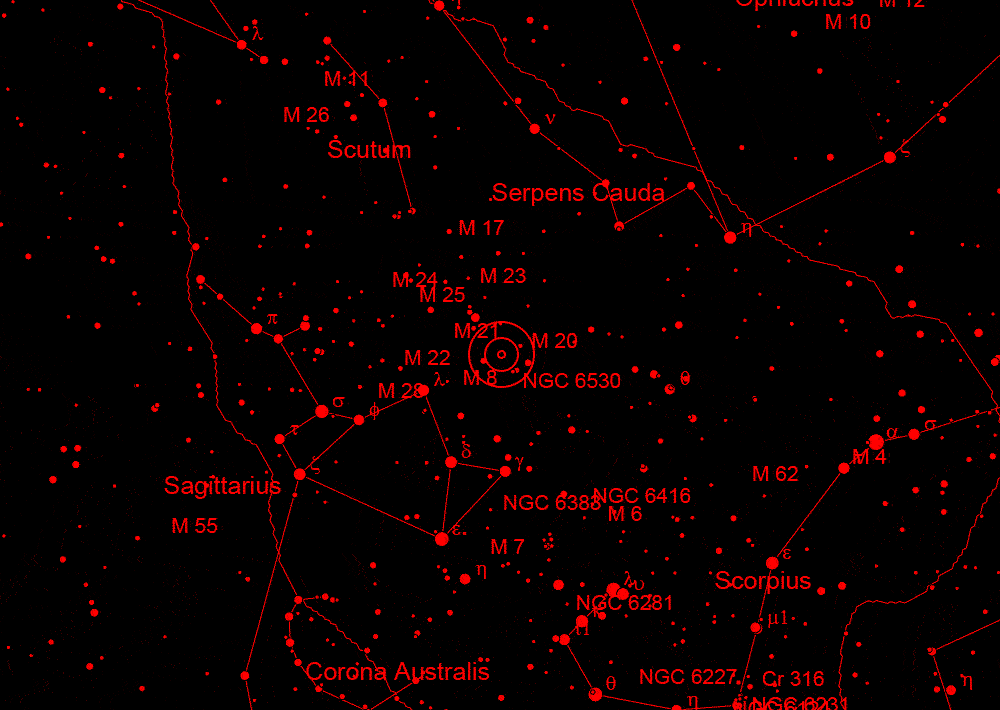 Ophiuchus M 12
M 10
λ
M 11
M 26
ν
Scutum
ζ
Serpens Cauda
M 17
η
M 24
M 23
M 25
π
M 21
M 20
M 22
M 8
NGC 6530
θ
M 28
λ
σ
φ
τ
σ
α
δ
γ
M 4
ζ
M 62
Sagittarius
NGC 6388
NGC 6416
M 6
M 55
ε
M 7
ε
η
Scorpius
λ
υ
NGC 6281
κ
ι1
μ1
Corona Australis
NGC 6227
Cr 316
θ
η
η
NGC 6231